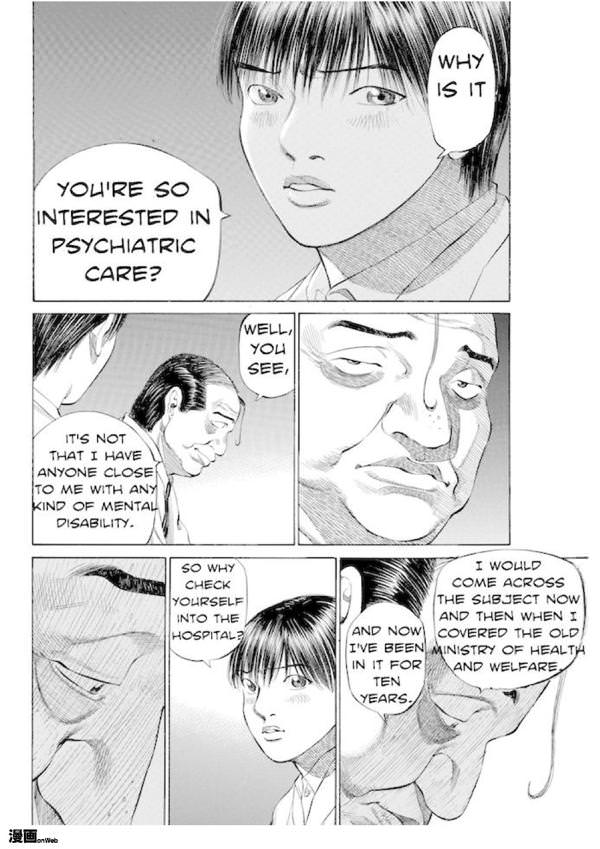 WHY
IS IT
YOU'RE SO
INTERESTED IN
PSYCHIATRIC
CARE?
WELL,
YOU
SEE,
IT'S NOT
THAT I HAVE
ANYONE CLOSE
TO ME WITH ANY
KIND OF MENTAL
DISABILITY.
I WOULD
COME ACROSS
THE SUBJECT NOW
AND THEN WHEN I
COVERED THE OLD
MINISTRY OF HEALTH
AND WELFARE.
AND NOW
I'VE BEEN
IN IT FOR
TEN
YEARS.
SO WHY
CHECK
YOURSELF
INTO THE
HOSPITAL?
漫画onWeb